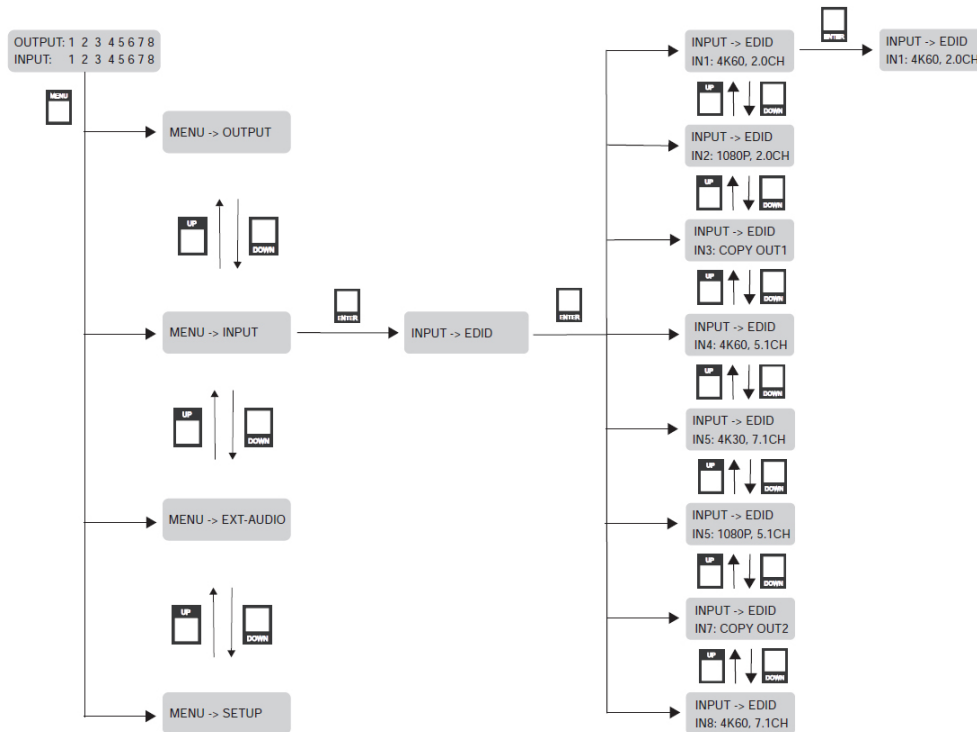 OUTPUT: 1 2 3 4 5 6 7 8
INPUT: 1 2 3 4 5 6 7 8
MENU
MENU -> OUTPUT
UP
DOWN
MENU -> INPUT
ENTER
INPUT -> EDID
ENTER
UP
DOWN
MENU -> EXT-AUDIO
UP
DOWN
MENU -> SETUP
INPUT -> EDID
IN1: 4K60, 2.0CH
ENTER
INPUT -> EDID
IN1: 4K60, 2.0CH
UP
DOWN
INPUT -> EDID
IN2: 1080P, 2.0CH
UP
DOWN
INPUT -> EDID
IN3: COPY OUT1
UP
DOWN
INPUT -> EDID
IN4: 4K60, 5.1CH
UP
DOWN
INPUT -> EDID
IN5: 4K30, 7.1CH
UP
DOWN
INPUT -> EDID
IN5: 1080P, 5.1CH
UP
DOWN
INPUT -> EDID
IN7: COPY OUT2
UP
DOWN
INPUT -> EDID
IN8: 4K60, 7.1CH